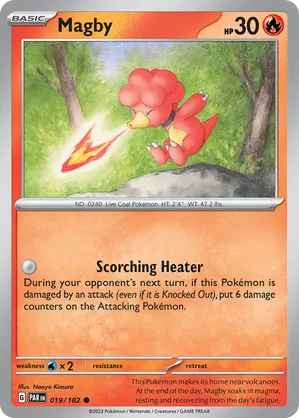 BASIC Magby HP30
NO. 0240 Live Coal Pokémon HT: 2'4" WT: 47.2 lbs
Scorching Heater
During your opponent's next turn, if this Pokémon is
damaged by an attack (even if it is Knocked Out), put 6 damage
counters on the Attacking Pokémon.
weakness ×2 resistance retreat
Illus. Naoyo Kimura
G PAR EN 019/182
This Pokémon makes its home near volcanoes.
At the end of the day, Magby soaks in magma,
resting and recovering from the day's fatigue.
©2023 Pokémon / Nintendo / Creatures / GAME FREAK